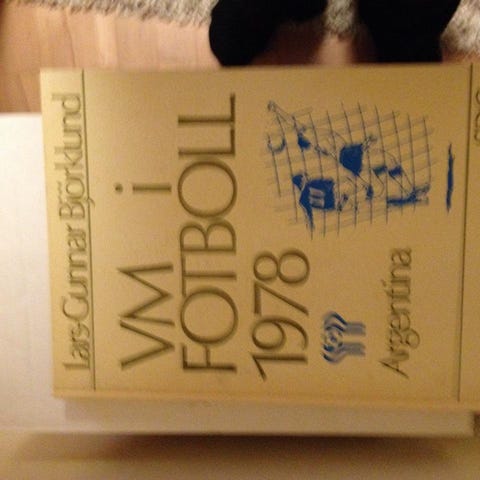 Lars-Gunnar Björklund
VM i
FOTBOLL
1978
Argentina